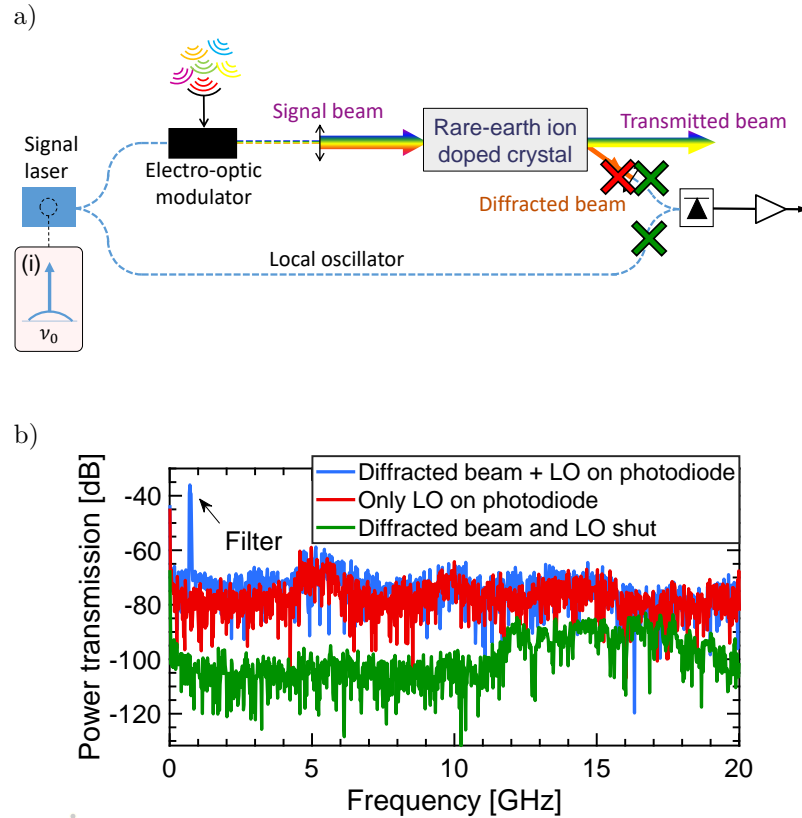 a)
Signal
laser
Electro-optic
modulator
Signal beam
Rare-earth ion
doped crystal
Transmitted beam
Diffracted beam
Local oscillator
(i)
ν₀
b)
Power transmission [dB]
-40
-60
-80
-100
-120
Filter
Diffracted beam + LO on photodiode
Only LO on photodiode
Diffracted beam and LO shut
0
5
10
15
20
Frequency [GHz]